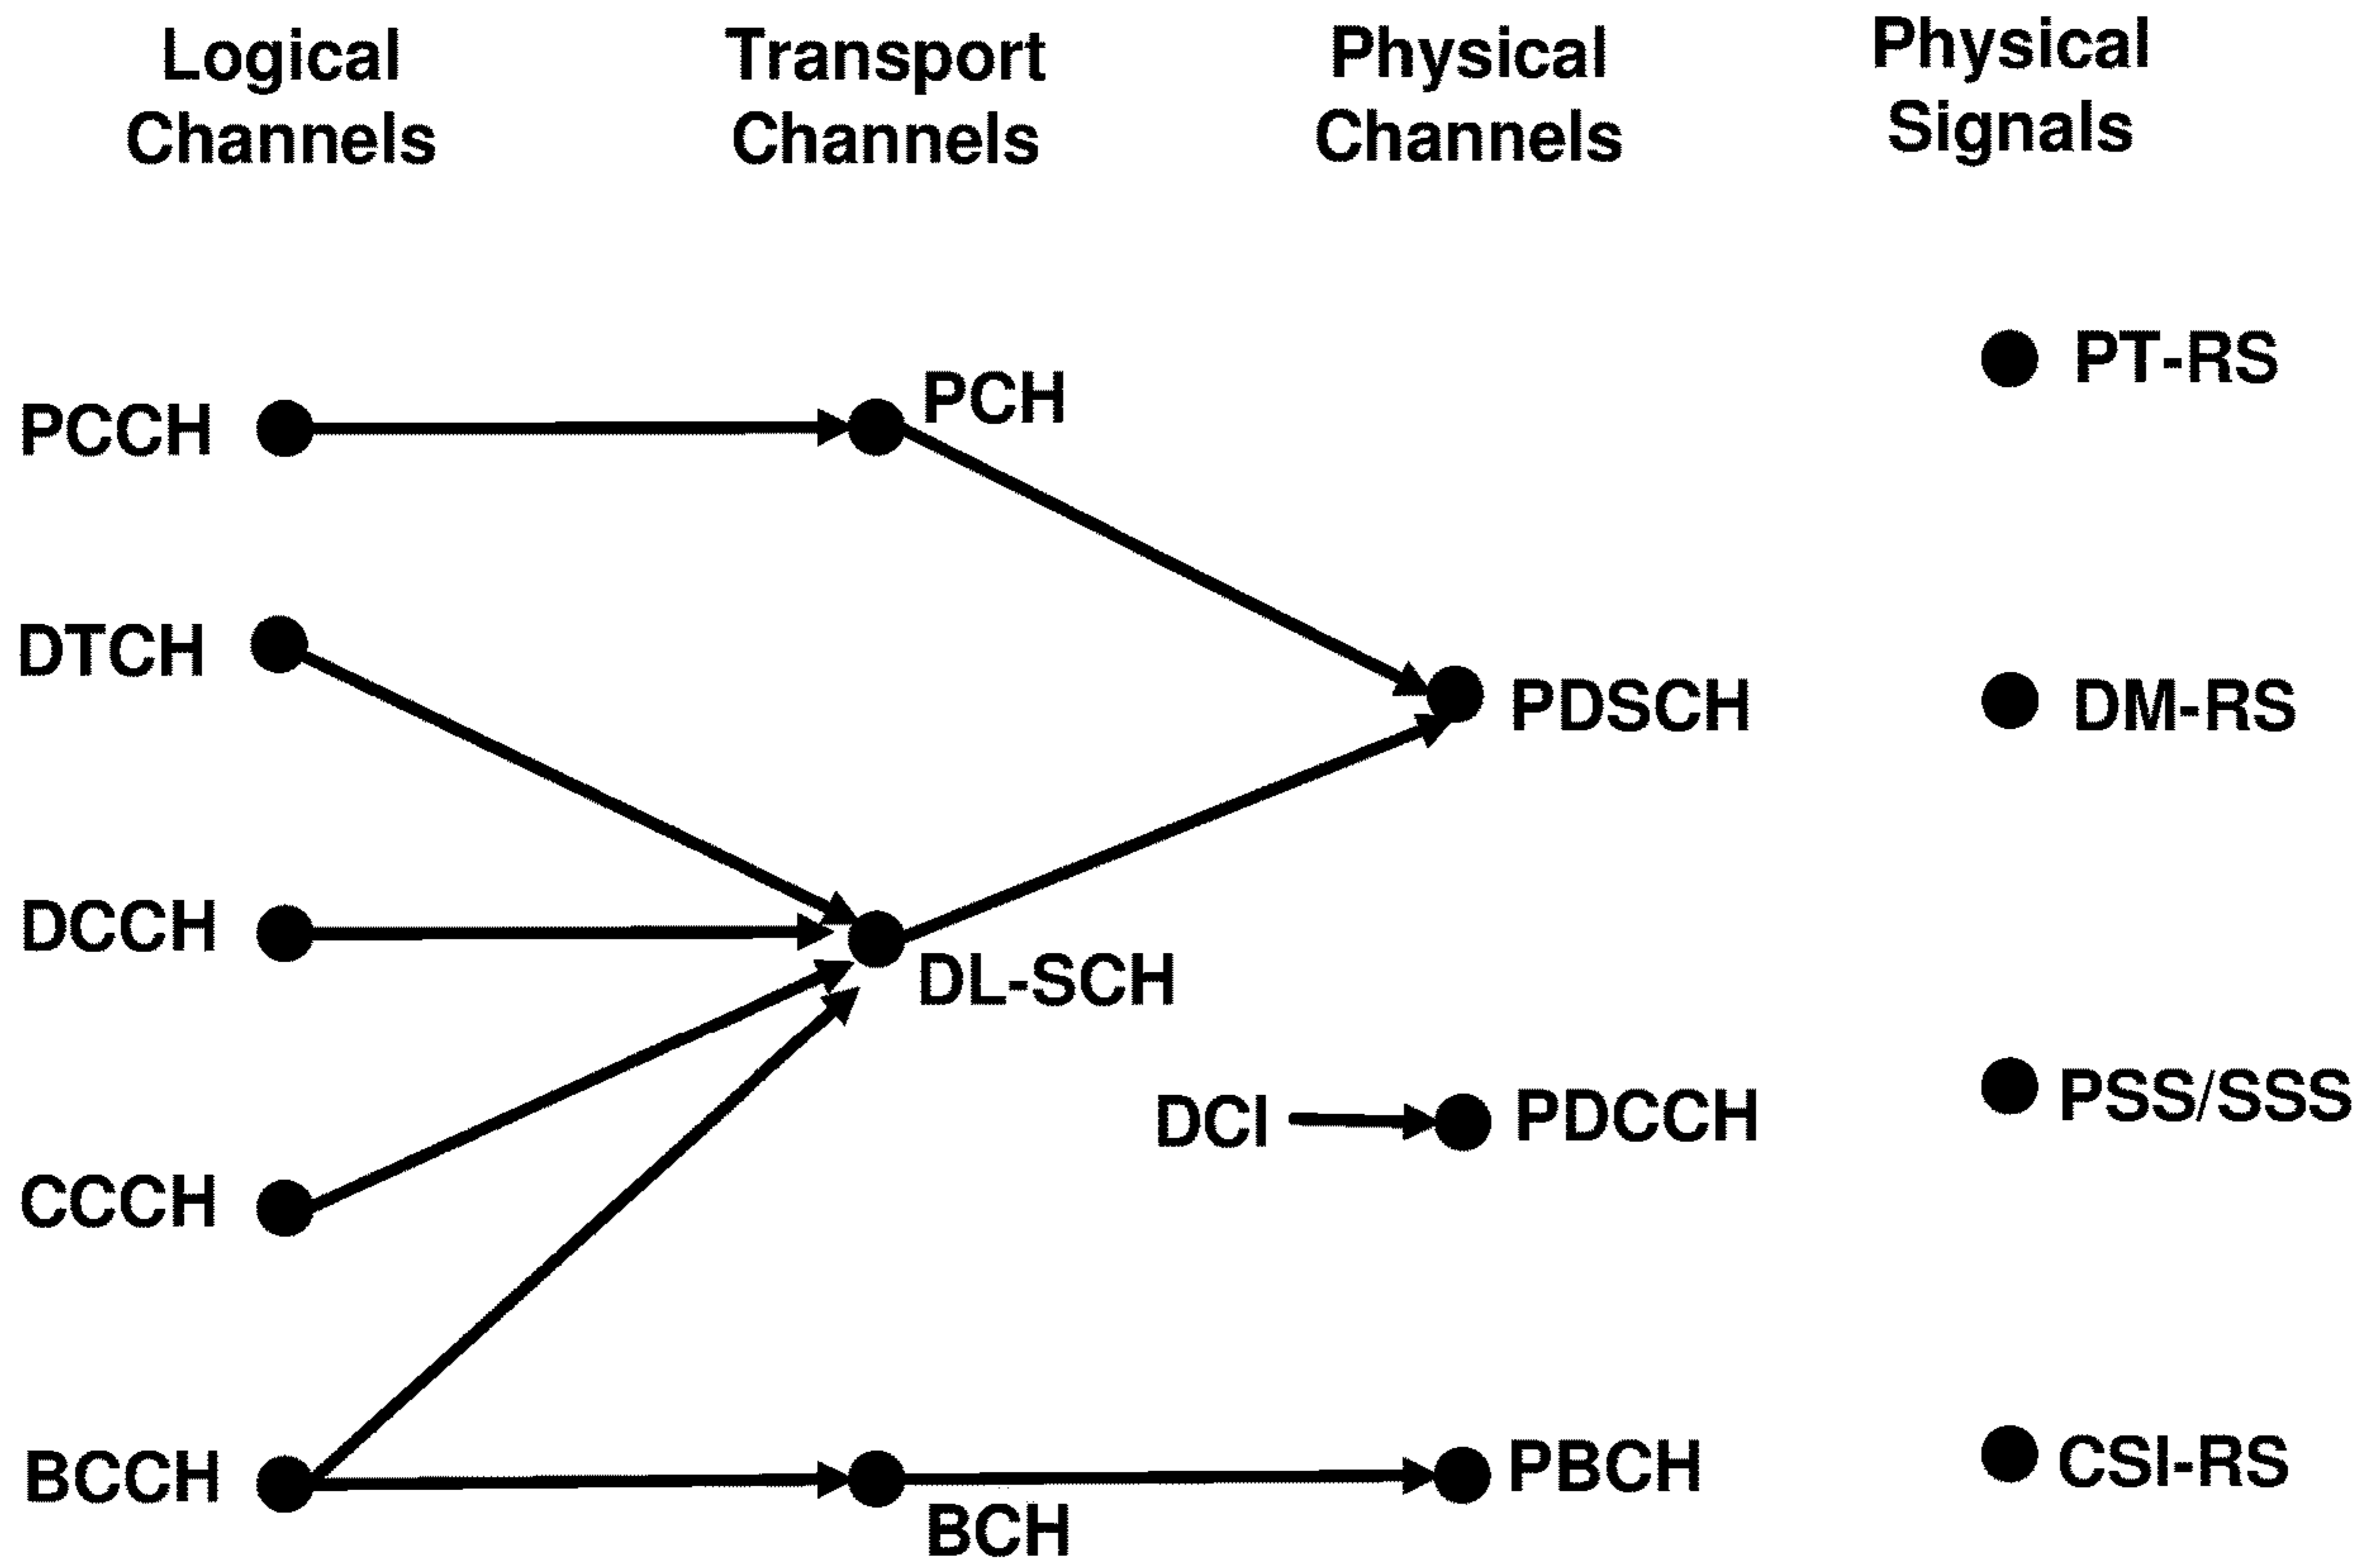 Logical
Channels
Transport
Channels
Physical
Channels
Physical
Signals
PCCH
PCH
PT-RS
DTCH
PDSCH
DM-RS
DCCH
DL-SCH
DCI
PDCCH
PSS/SSS
CCCH
BCCH
BCH
PBCH
CSI-RS